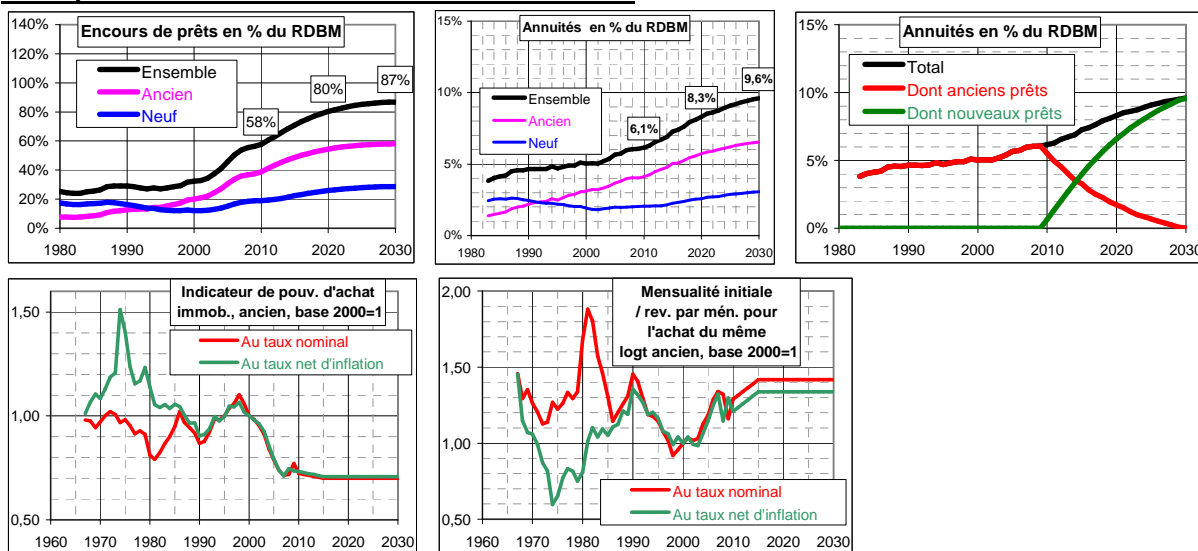 Encours de prêts en % du RDBM
140%
120%
100%
80%
60%
40%
20%
0%
Ensemble
Ancien
Neuf
58%
80%
87%
1980 1990 2000 2010 2020 2030
Annuités en % du RDBM
15%
10%
5%
0%
Ensemble
Ancien
Neuf
6,1%
8,3%
9,6%
1980 1990 2000 2010 2020 2030
Annuités en % du RDBM
15%
10%
5%
0%
Total
Dont anciens prêts
Dont nouveaux prêts
1980 1990 2000 2010 2020 2030
Indicateur de pouv. d'achat
immob., ancien, base 2000=1
Au taux nominal
Au taux net d'inflation
1,50
1,00
0,50
1960 1970 1980 1990 2000 2010 2020 2030
Mensualité initiale
/ rev. par mén. pour
l'achat du même
logt ancien, base 2000=1
2,00
1,50
1,00
0,50
Au taux nominal
Au taux net d'inflation
1960 1970 1980 1990 2000 2010 2020 2030